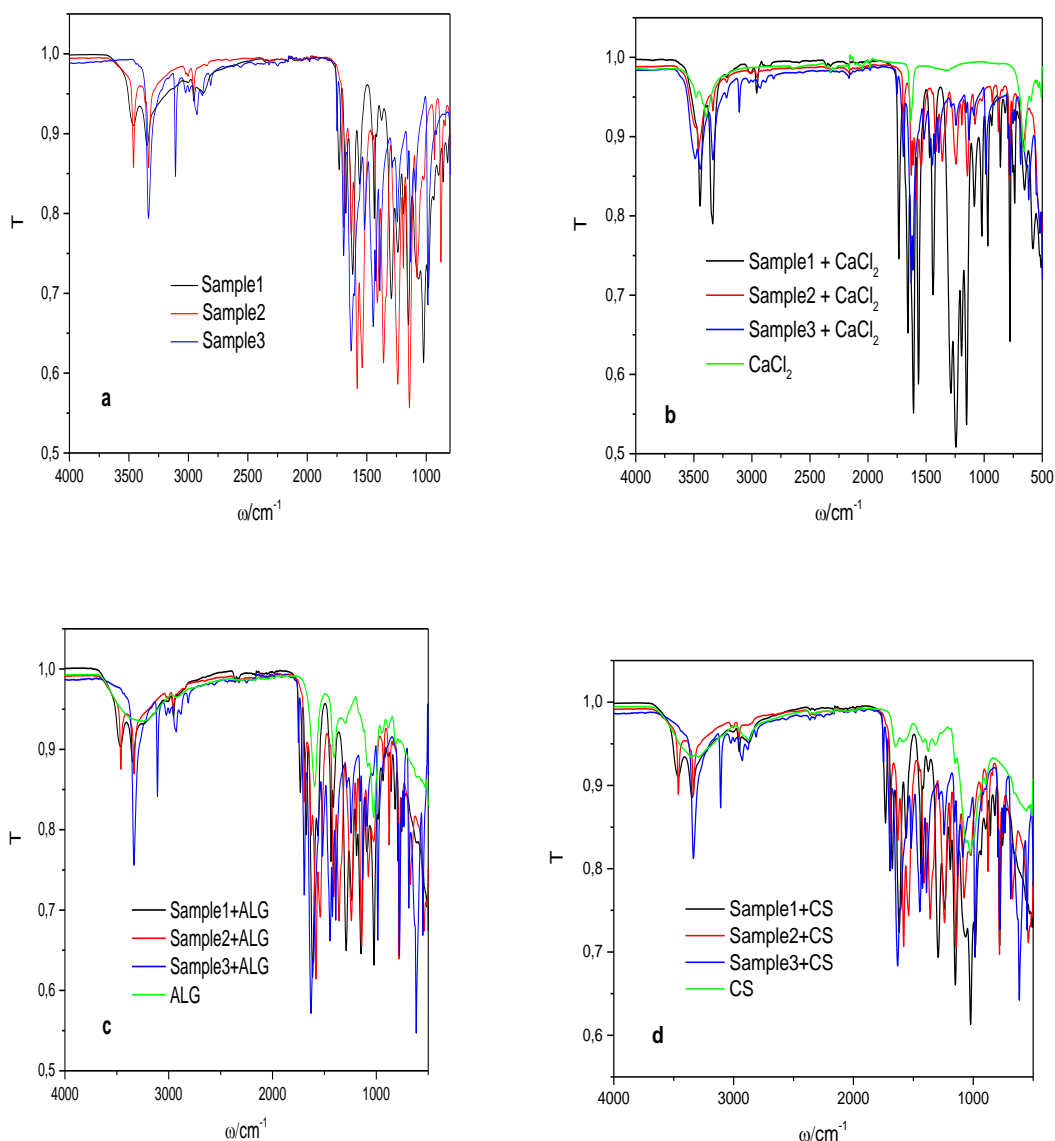 1,0
0,9
0,8
0,7
0,6
0,5
T
Sample1
Sample2
Sample3
a
4000 3500 3000 2500 2000 1500 1000
ω/cm-1
1,0
0,9
0,8
0,7
0,6
0,5
T
Sample1 + CaCl2
Sample2 + CaCl2
Sample3 + CaCl2
CaCl2
b
4000 3500 3000 2500 2000 1500 1000 500
ω/cm-1
1,0
0,9
0,8
0,7
0,6
0,5
T
Sample1+ALG
Sample2+ALG
Sample3+ALG
ALG
c
4000 3000 2000 1000
ω/cm-1
1,0
0,9
0,8
0,7
0,6
T
Sample1+CS
Sample2+CS
Sample3+CS
CS
d
4000 3000 2000 1000
ω/cm-1